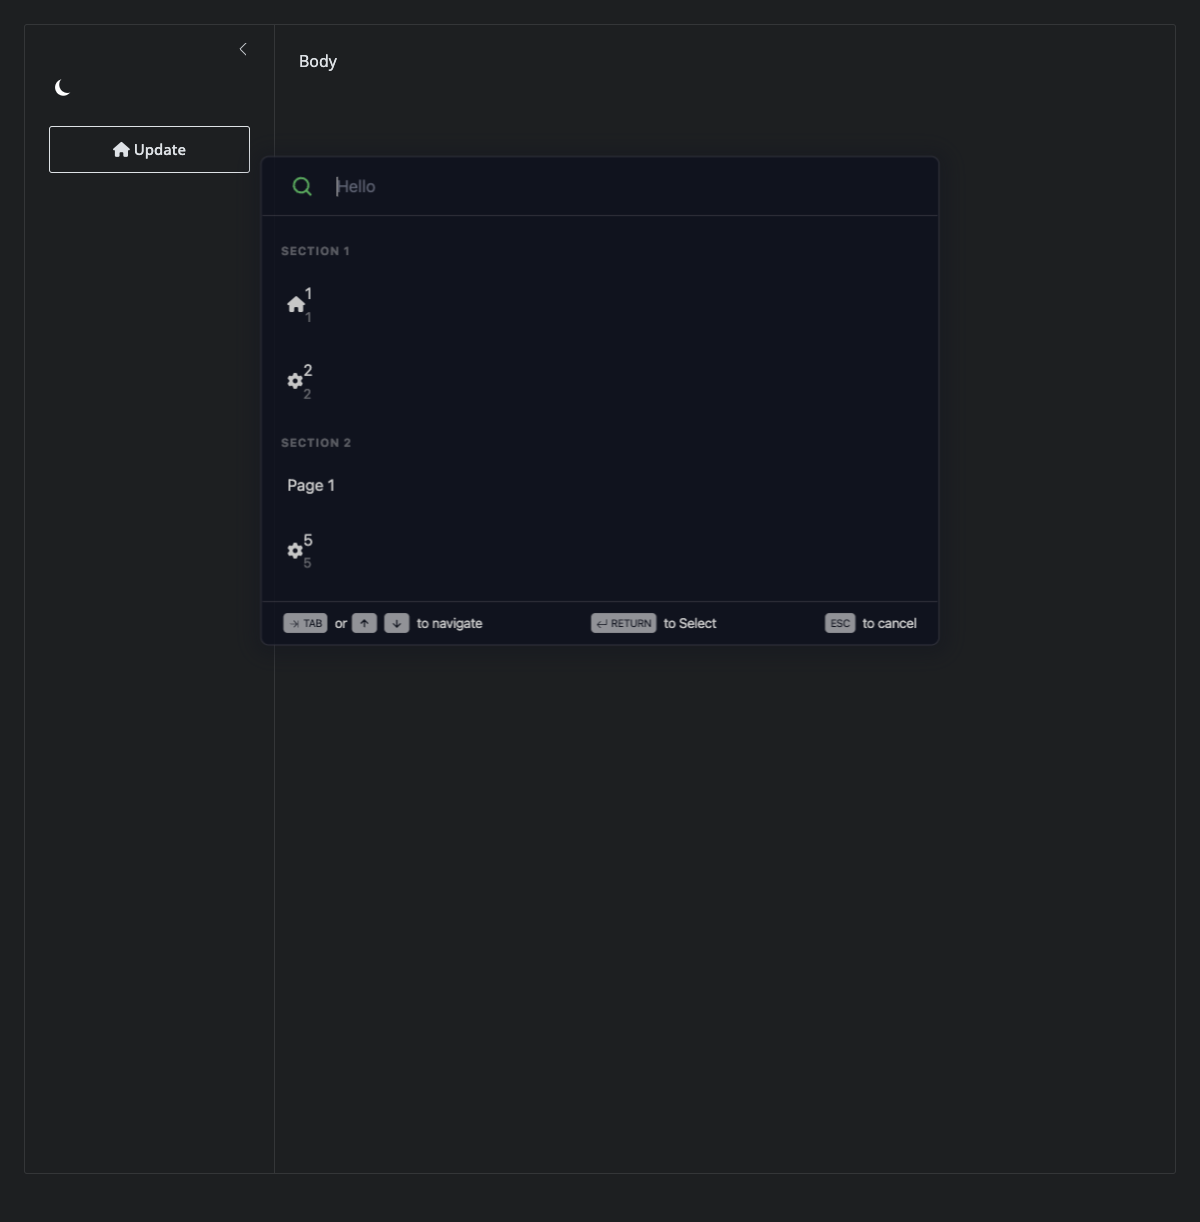 Body
Update
Hello
SECTION 1
1
1
2
2
SECTION 2
Page 1
5
5
TAB or to navigate RETURN to Select ESC to cancel